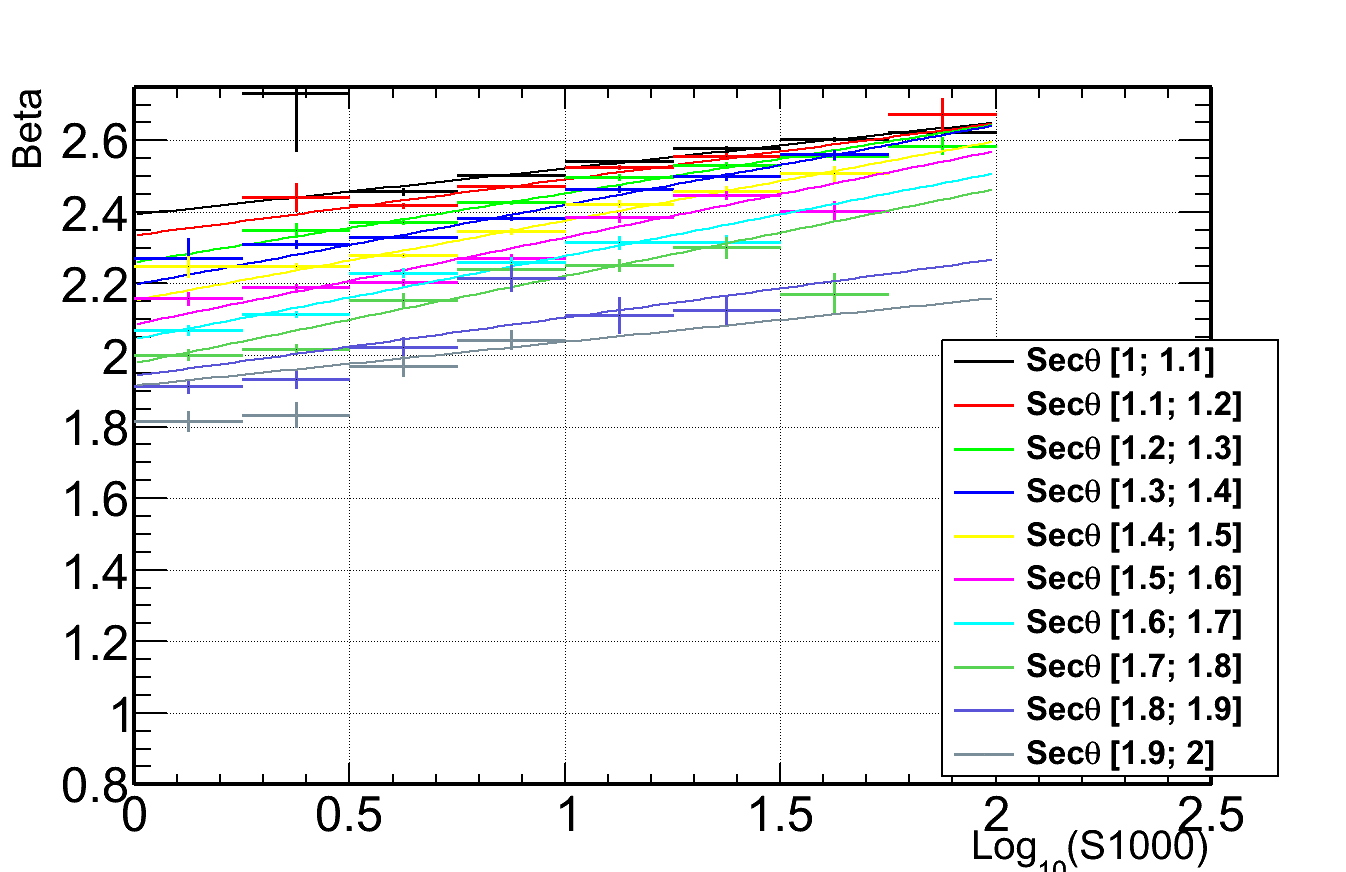 Beta
2.6
2.4
2.2
2
1.8
1.6
1.4
1.2
1
0.8
0 0.5 1 1.5 2 2.5
Log10(S1000)
Secθ [1; 1.1]
Secθ [1.1; 1.2]
Secθ [1.2; 1.3]
Secθ [1.3; 1.4]
Secθ [1.4; 1.5]
Secθ [1.5; 1.6]
Secθ [1.6; 1.7]
Secθ [1.7; 1.8]
Secθ [1.8; 1.9]
Secθ [1.9; 2]